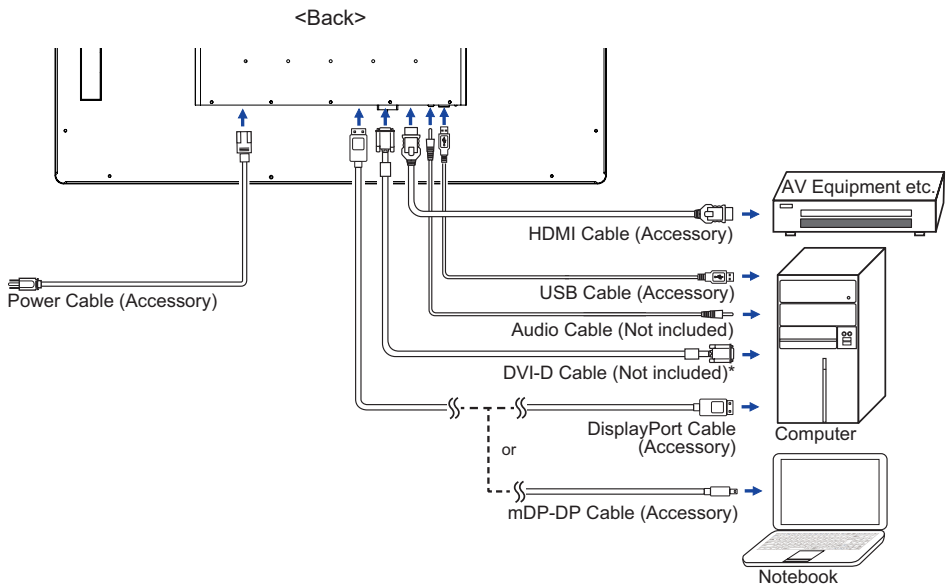 <Back>
AV Equipment etc.
HDMI Cable (Accessory)
Power Cable (Accessory)
USB Cable (Accessory)
Audio Cable (Not included)
DVI-D Cable (Not included)*
DisplayPort Cable
(Accessory)
Computer
or
mDP-DP Cable (Accessory)
Notebook